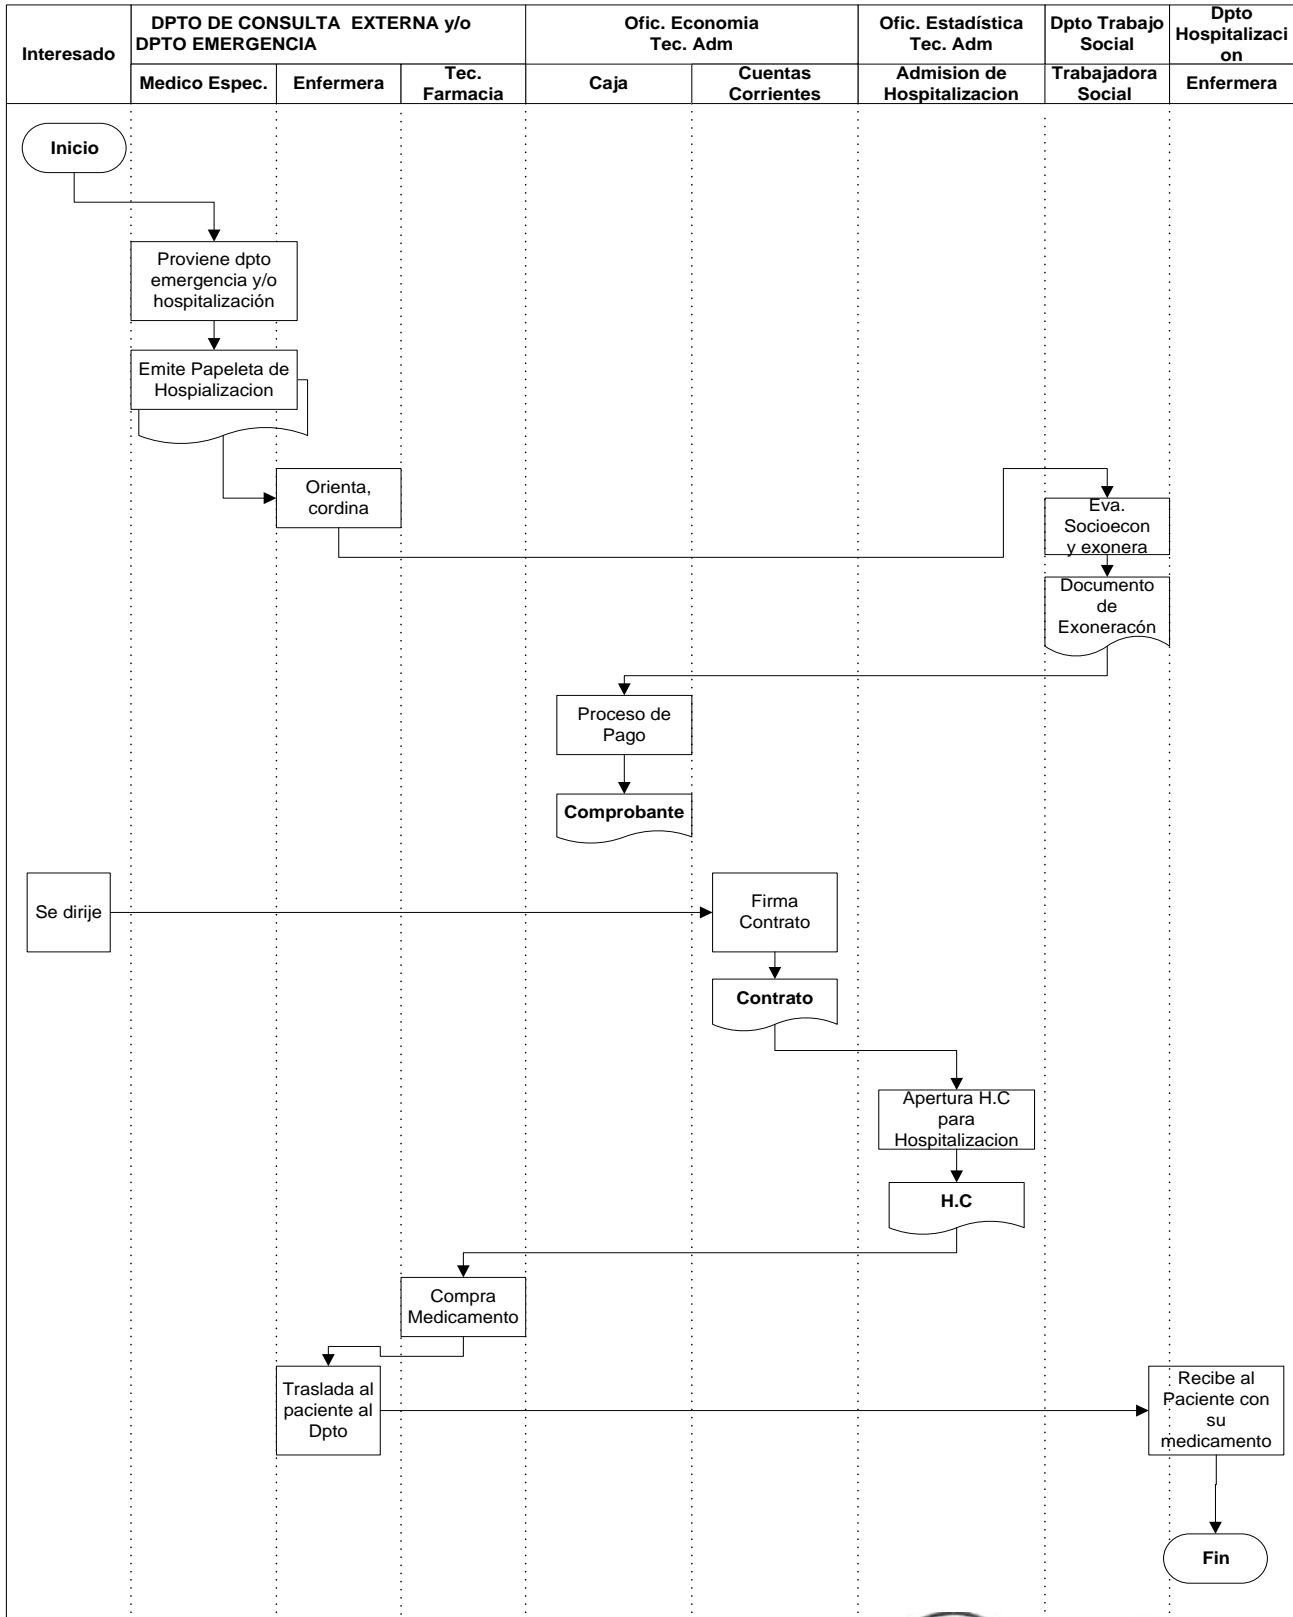 Interesado
DPTO DE CONSULTA EXTERNA y/o
DPTO EMERGENCIA
Ofic. Economia
Tec. Adm
Ofic. Estadística
Tec. Adm
Dpto Trabajo
Social
Dpto
Hospitalizaci
on
Medico Espec.
Enfermera
Tec.
Farmacia
Caja
Cuentas
Corrientes
Admision de
Hospitalizacion
Trabajadora
Social
Enfermera
Inicio
Proviene dpto
emergencia y/o
hospitalización
Emite Papeleta de
Hospializacion
Orienta,
cordina
Eva.
Socioecon
y exonera
Documento
de
Exoneracón
Proceso de
Pago
Comprobante
Se dirije
Firma
Contrato
Contrato
Apertura H.C
para
Hospitalizacion
H.C
Compra
Medicamento
Traslada al
paciente al
Dpto
Recibe al
Paciente con
su
medicamento
Fin